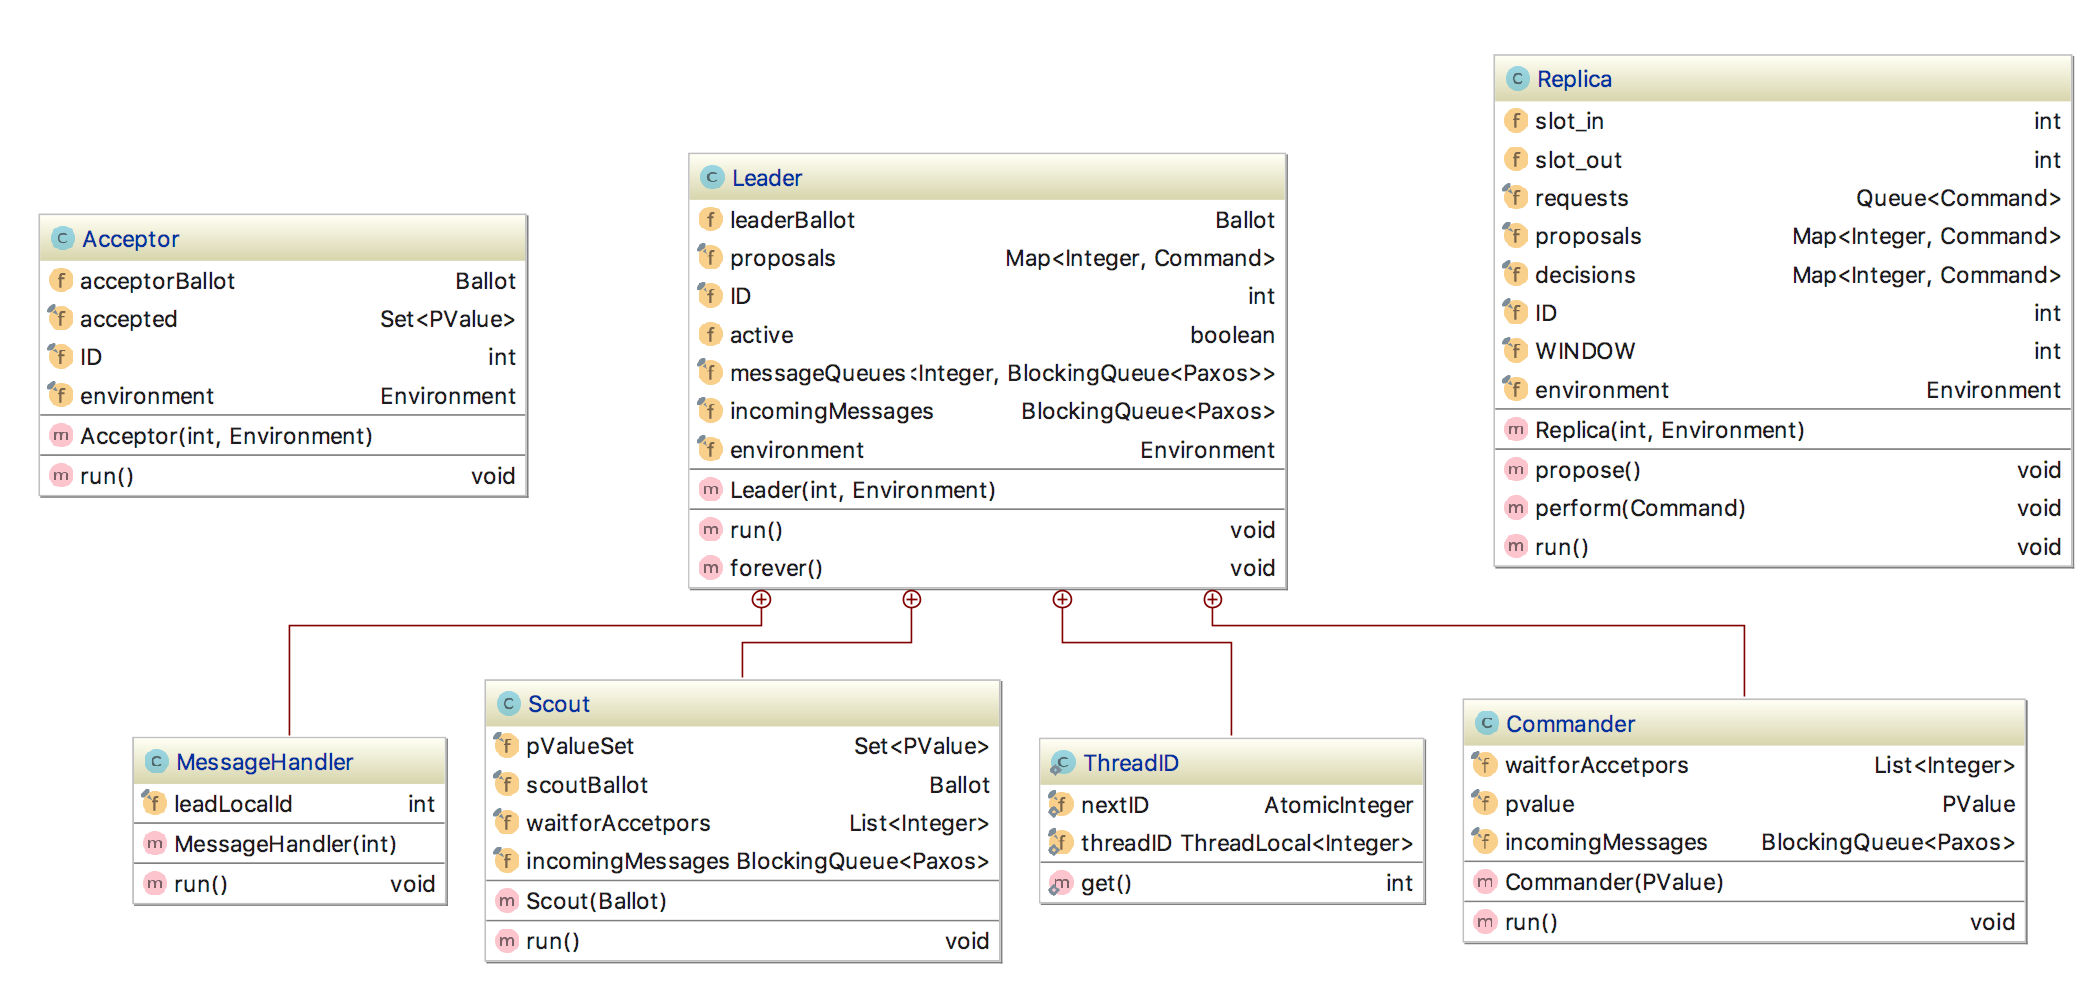 Replica
slot_in int
slot_out int
requests Queue<Command>
proposals Map<Integer, Command>
decisions Map<Integer, Command>
ID int
WINDOW int
environment Environment
Replica(int, Environment)
propose() void
perform(Command) void
run() void
Leader
leaderBallot Ballot
proposals Map<Integer, Command>
ID int
active boolean
messageQueues <Integer, BlockingQueue<Paxos>>
incomingMessages BlockingQueue<Paxos>
environment Environment
Leader(int, Environment)
run() void
forever() void
Acceptor
acceptorBallot Ballot
accepted Set<PValue>
ID int
environment Environment
Acceptor(int, Environment)
run() void
MessageHandler
leadLocalId int
MessageHandler(int)
run() void
Scout
pValueSet Set<PValue>
scoutBallot Ballot
waitforAccetpors List<Integer>
incomingMessages BlockingQueue<Paxos>
Scout(Ballot)
run() void
ThreadID
nextID AtomicInteger
threadID ThreadLocal<Integer>
get() int
Commander
waitforAccetpors List<Integer>
pvalue PValue
incomingMessages BlockingQueue<Paxos>
Commander(PValue)
run() void